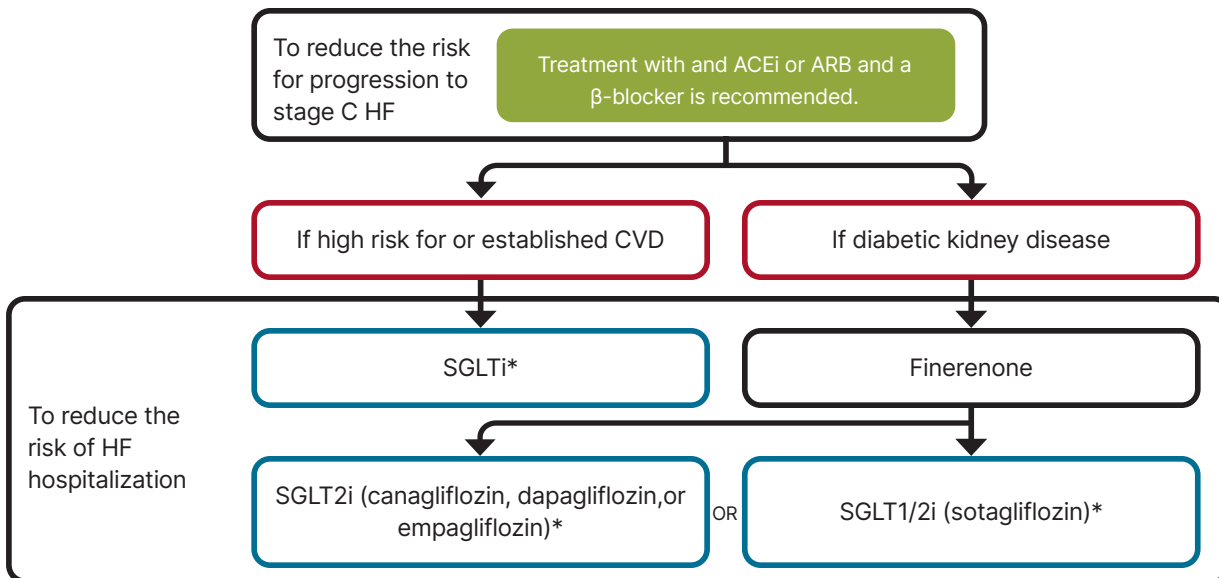 To reduce the risk
for progression to
stage C HF
Treatment with and ACEi or ARB and a
β-blocker is recommended.
If high risk for or established CVD
If diabetic kidney disease
SGLTi*
Finerenone
To reduce the
risk of HF
hospitalization
SGLT2i (canagliflozin, dapagliflozin,or
empagliflozin)*
OR
SGLT1/2i (sotagliflozin)*